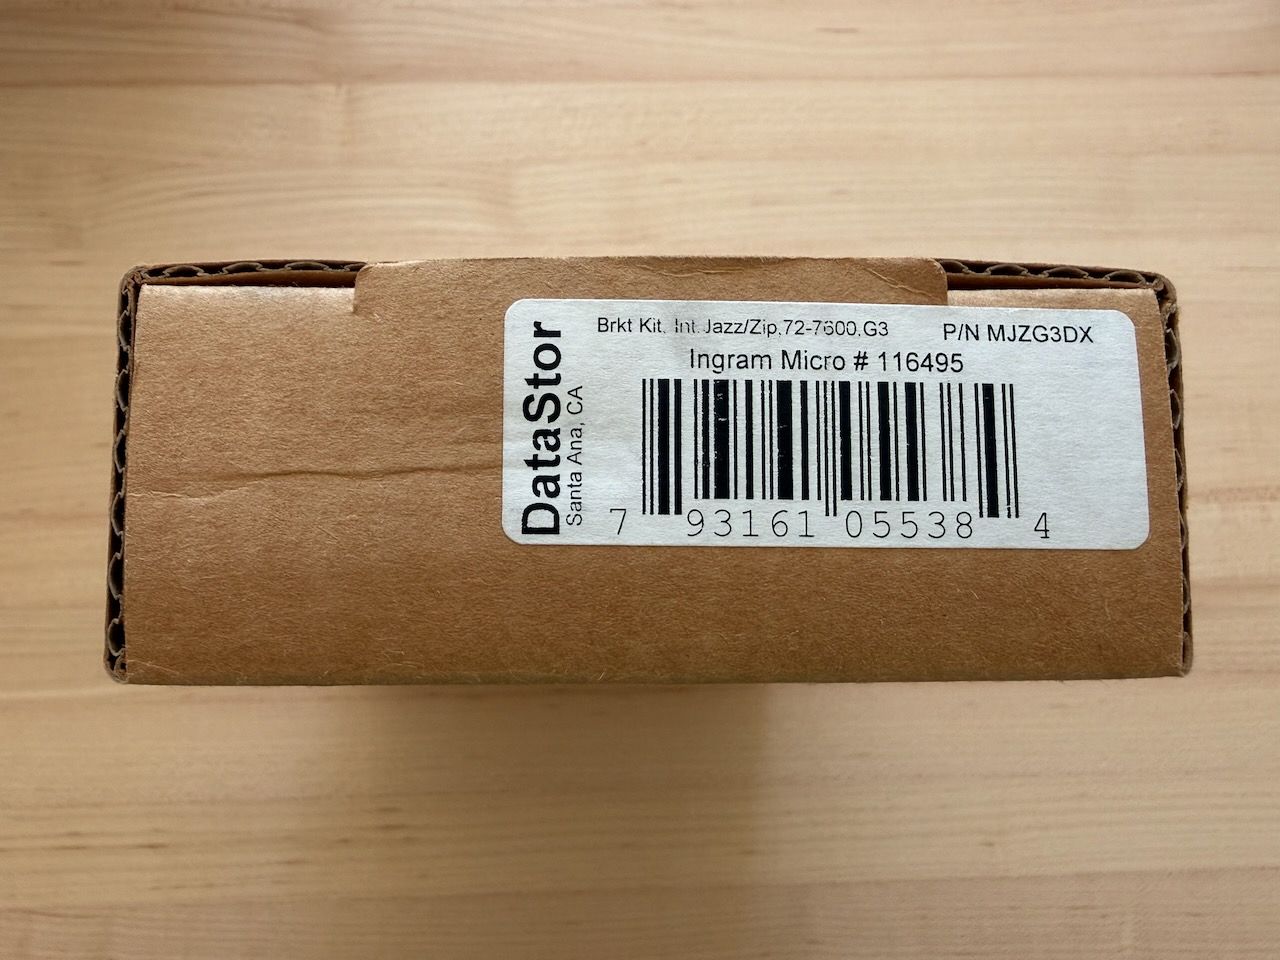 Brkt Kit, Int.Jazz/Zip,72-7600,G3 P/N MJZG3DX
Ingram Micro # 116495
DataStor
Santa Ana, CA
7 93161 05538 4